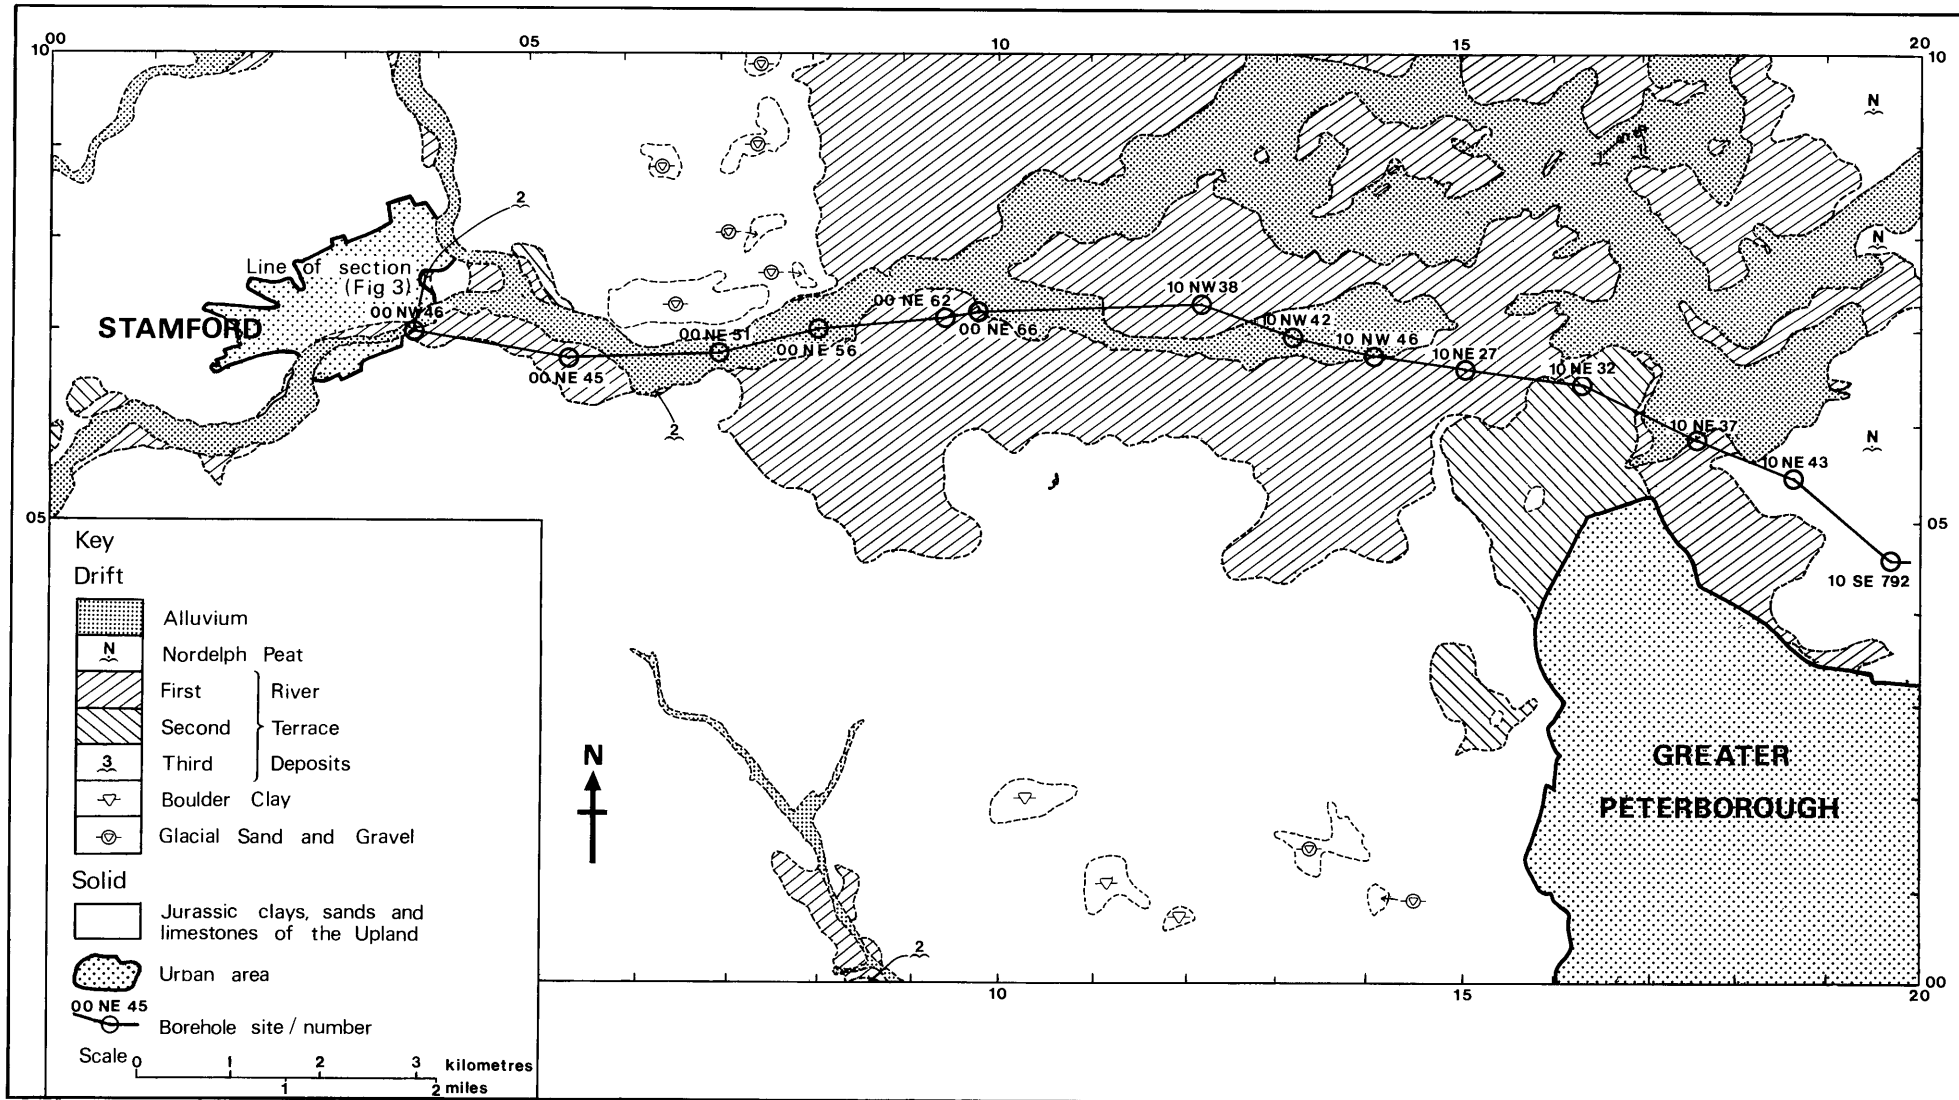 1000 05 10 15 20
10
N
2
N
Line of section
(Fig 3)
00 NW 46
STAMFORD
00 NE 62
00 NE 66
10 NW 38
10 NW 42
10 NW 46
10 NE 27
10 NE 32
00 NE 51
00 NE 56
00 NE 45
2
10 NE 37
N
10 NE 43
05
05
10 SE 792
Key
Drift
Alluvium
N Nordelph Peat
First River
Second Terrace
3 Third Deposits
Boulder Clay
Glacial Sand and Gravel
Solid
Jurassic clays, sands and
limestones of the Upland
Urban area
00 NE 45
Borehole site / number
Scale 0 1 2 3 kilometres
1 2 miles
N
GREATER
PETERBOROUGH
2
00
10 15 20